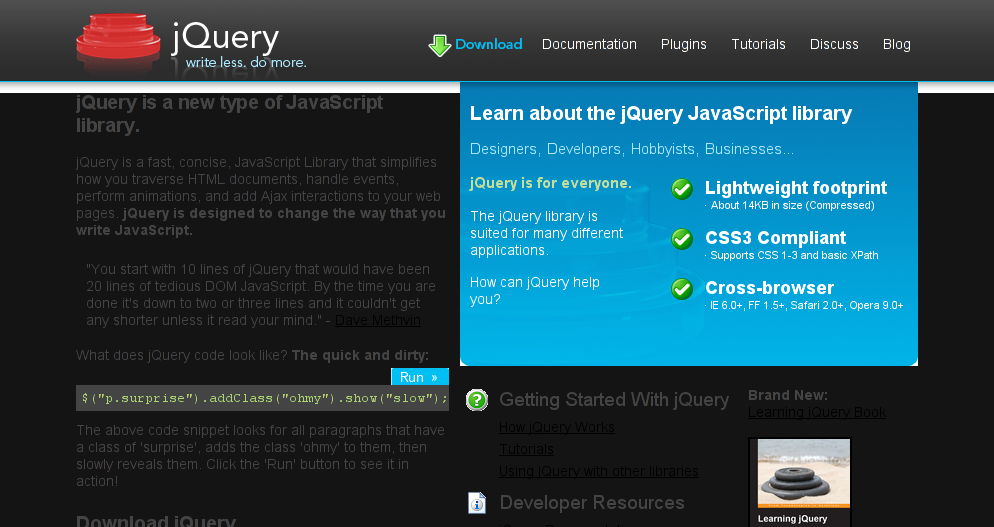 jQuery
write less, do more.
Download
Documentation
Plugins
Tutorials
Discuss
Blog
jQuery is a new type of JavaScript
library.
jQuery is a fast, concise, JavaScript Library that simplifies
how you traverse HTML documents, handle events,
perform animations, and add Ajax interactions to your web
pages. jQuery is designed to change the way that you
write JavaScript.
"You start with 10 lines of jQuery that would have been
20 lines of tedious DOM JavaScript. By the time you are
done it's down to two or three lines and it couldn't get
any shorter unless it read your mind." - Dave Methvin
What does jQuery code look like? The quick and dirty:
Run »
$("p.surprise").addClass("ohmy").show("slow");
The above code snippet looks for all paragraphs that have
a class of 'surprise', adds the class 'ohmy' to them, then
slowly reveals them. Click the 'Run' button to see it in
action!
Download jQuery
Learn about the jQuery JavaScript library
Designers, Developers, Hobbyists, Businesses...
jQuery is for everyone.
The jQuery library is
suited for many different
applications.
How can jQuery help
you?
Lightweight footprint
· About 14KB in size (Compressed)
CSS3 Compliant
· Supports CSS 1-3 and basic XPath
Cross-browser
· IE 6.0+, FF 1.5+, Safari 2.0+, Opera 9.0+
Getting Started With jQuery
How jQuery Works
Tutorials
Using jQuery with other libraries
Developer Resources
Brand New:
Learning jQuery Book
Learning jQuery